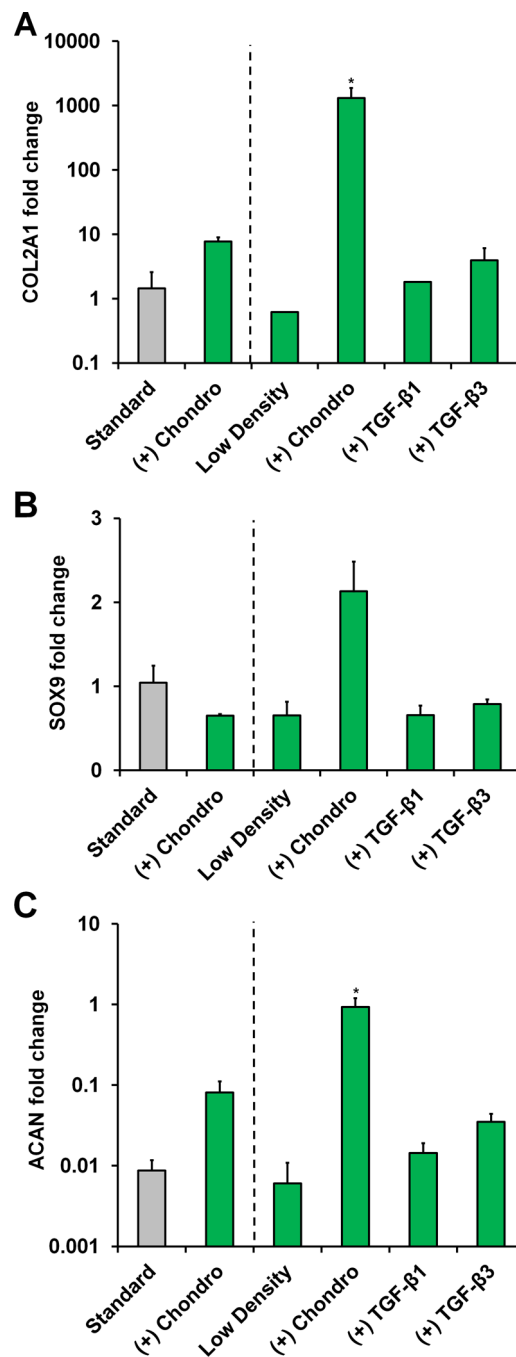 A
COL2A1 fold change
10000
1000
100
10
1
0.1
*
Standard
(+) Chondro
Low Density
(+) Chondro
(+) TGF-β1
(+) TGF-β3
B
SOX9 fold change
3
2
1
0
Standard
(+) Chondro
Low Density
(+) Chondro
(+) TGF-β1
(+) TGF-β3
C
ACAN fold change
10
1
0.1
0.01
0.001
*
Standard
(+) Chondro
Low Density
(+) Chondro
(+) TGF-β1
(+) TGF-β3